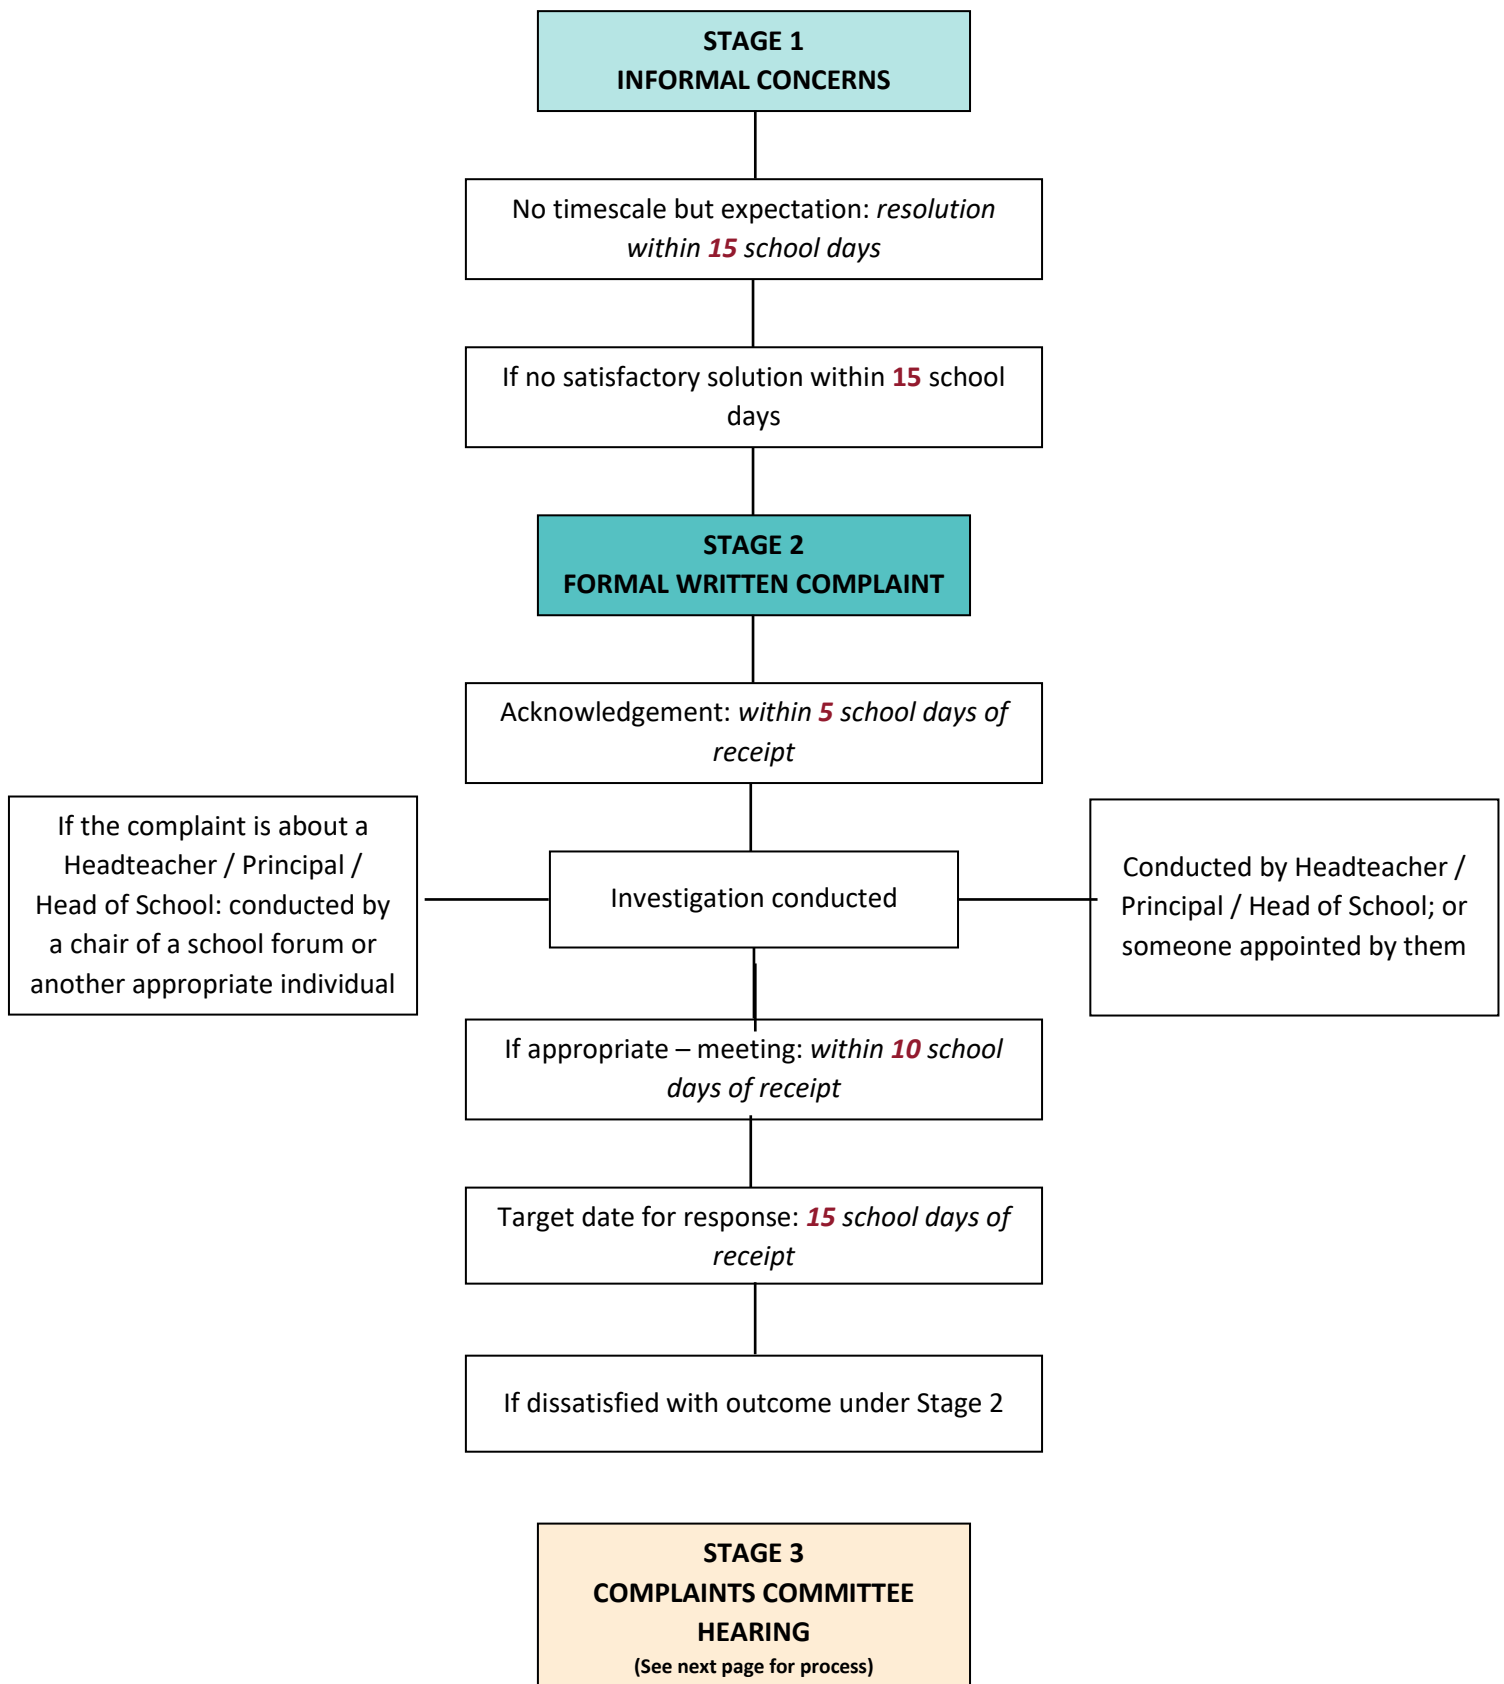 STAGE 1
INFORMAL CONCERNS
No timescale but expectation: resolution
within 15 school days
If no satisfactory solution within 15 school
days
STAGE 2
FORMAL WRITTEN COMPLAINT
Acknowledgement: within 5 school days of
receipt
If the complaint is about a
Headteacher / Principal /
Head of School: conducted by
a chair of a school forum or
another appropriate individual
Investigation conducted
Conducted by Headteacher /
Principal / Head of School; or
someone appointed by them
If appropriate – meeting: within 10 school
days of receipt
Target date for response: 15 school days of
receipt
If dissatisfied with outcome under Stage 2
STAGE 3
COMPLAINTS COMMITTEE
HEARING
(See next page for process)